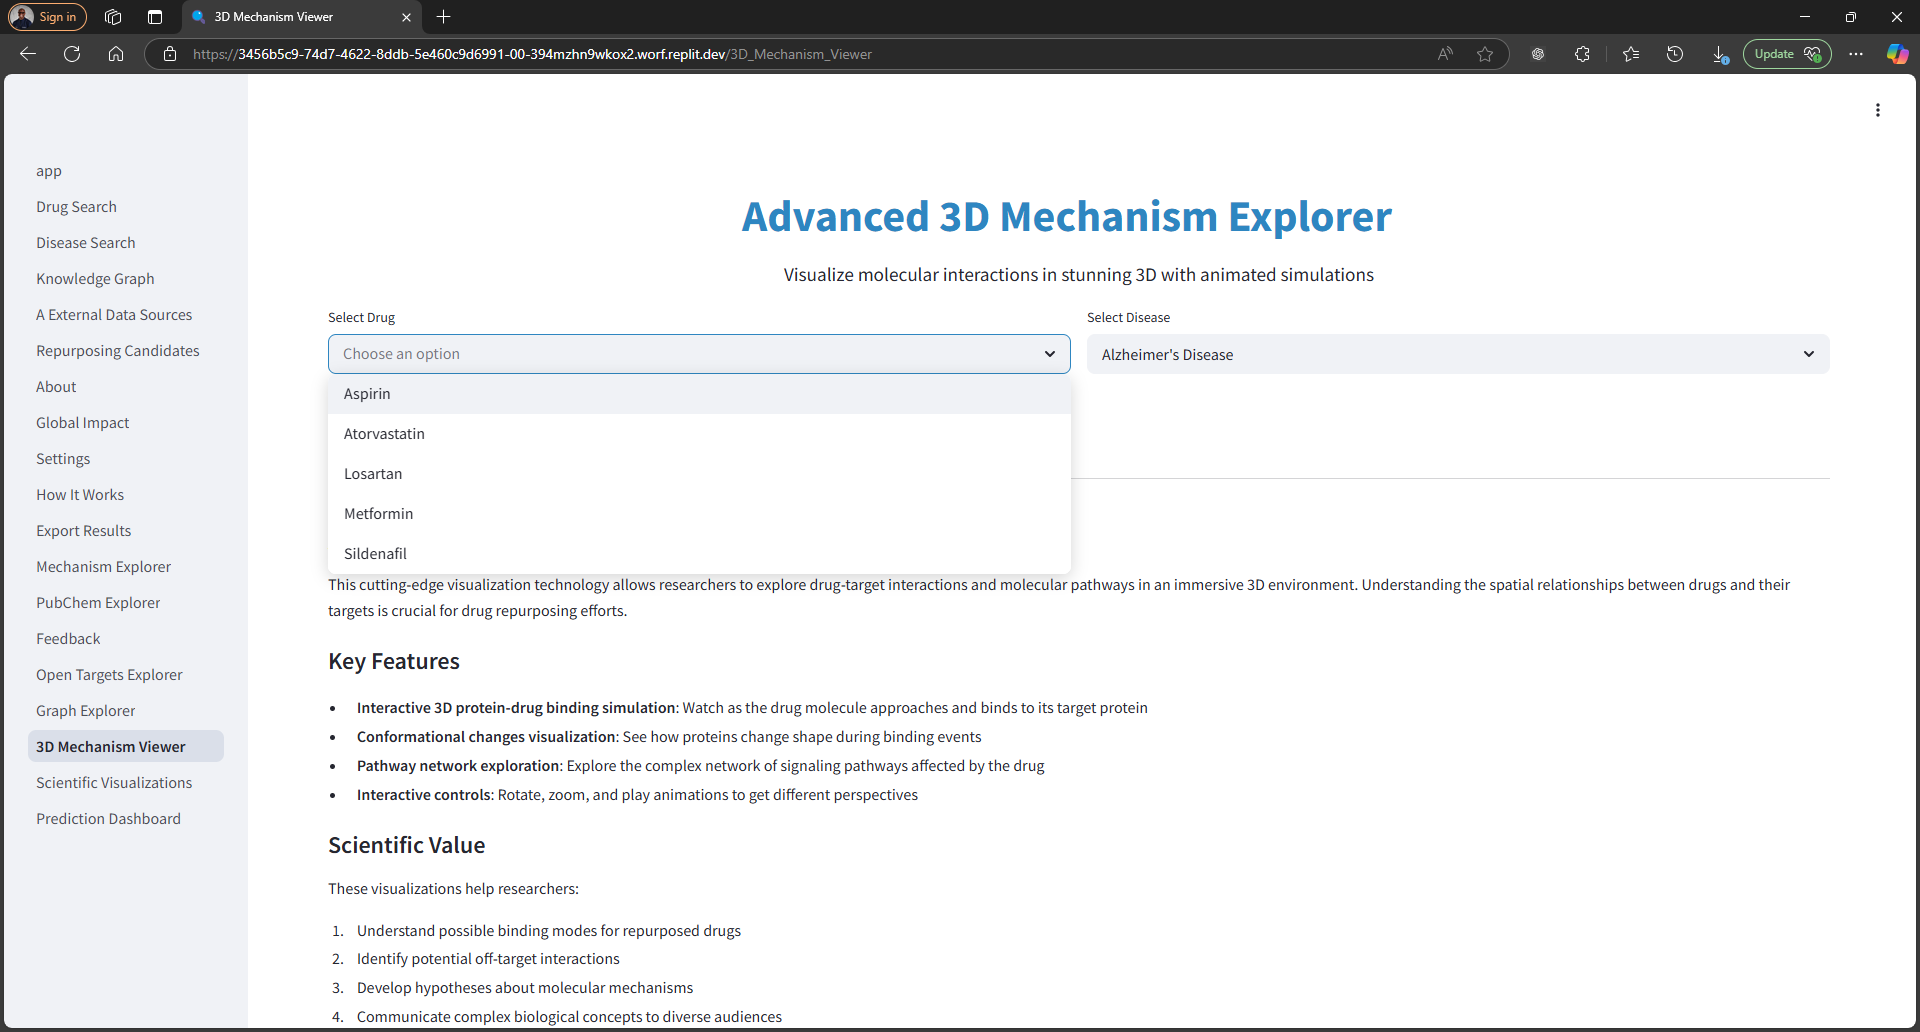 Sign in
3D Mechanism Viewer
https://3456b5c9-74d7-4622-8ddb-5e460c9d6991-00-394mzhn9wkox2.worf.replit.dev/3D_Mechanism_Viewer
Update
app
Drug Search
Disease Search
Knowledge Graph
A External Data Sources
Repurposing Candidates
About
Global Impact
Settings
How It Works
Export Results
Mechanism Explorer
PubChem Explorer
Feedback
Open Targets Explorer
Graph Explorer
3D Mechanism Viewer
Scientific Visualizations
Prediction Dashboard
Advanced 3D Mechanism Explorer
Visualize molecular interactions in stunning 3D with animated simulations
Select Drug
Choose an option
Aspirin
Atorvastatin
Losartan
Metformin
Sildenafil
Select Disease
Alzheimer's Disease
This cutting-edge visualization technology allows researchers to explore drug-target interactions and molecular pathways in an immersive 3D environment. Understanding the spatial relationships between drugs and their
targets is crucial for drug repurposing efforts.
Key Features
• Interactive 3D protein-drug binding simulation: Watch as the drug molecule approaches and binds to its target protein
• Conformational changes visualization: See how proteins change shape during binding events
• Pathway network exploration: Explore the complex network of signaling pathways affected by the drug
• Interactive controls: Rotate, zoom, and play animations to get different perspectives
Scientific Value
These visualizations help researchers:
1. Understand possible binding modes for repurposed drugs
2. Identify potential off-target interactions
3. Develop hypotheses about molecular mechanisms
4. Communicate complex biological concepts to diverse audiences